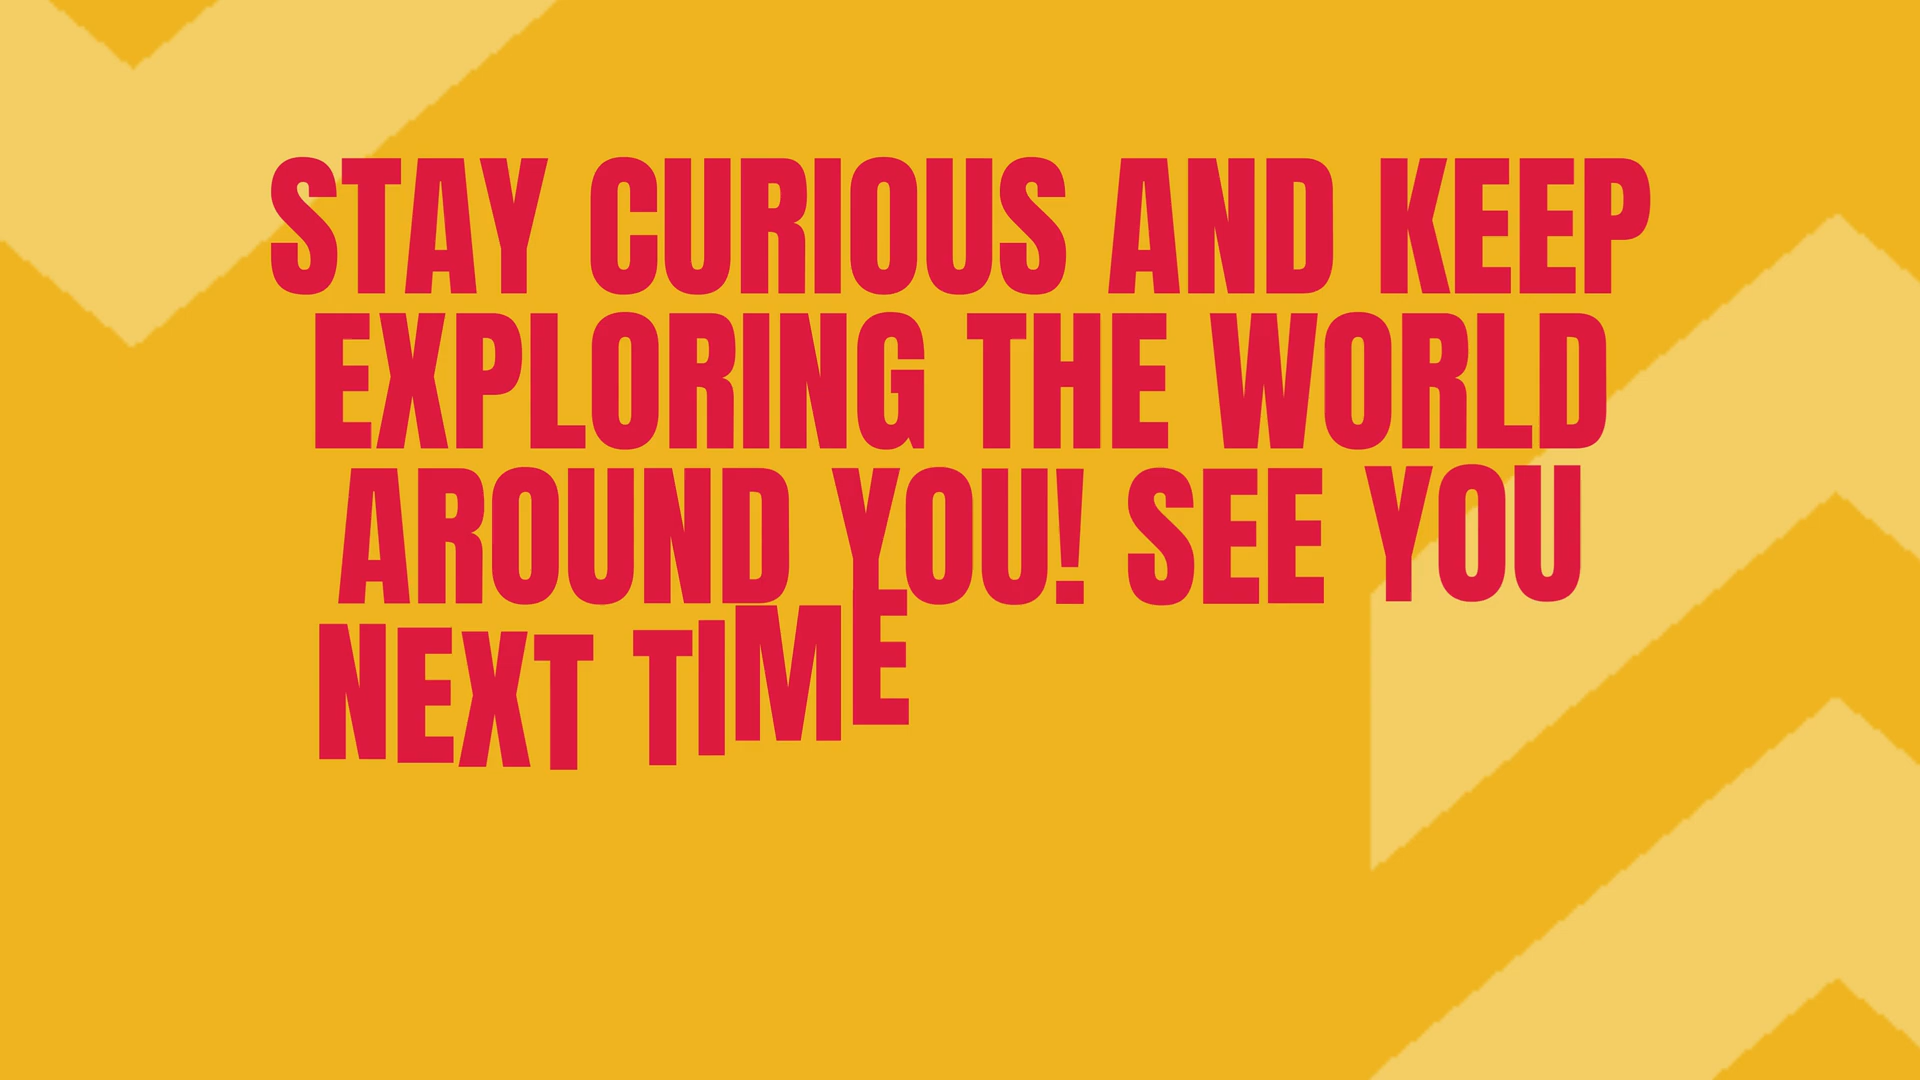 STAY CURIOUS AND KEEP
EXPLORING THE WORLD
AROUND YOU! SEE YOU
NEXT TIME